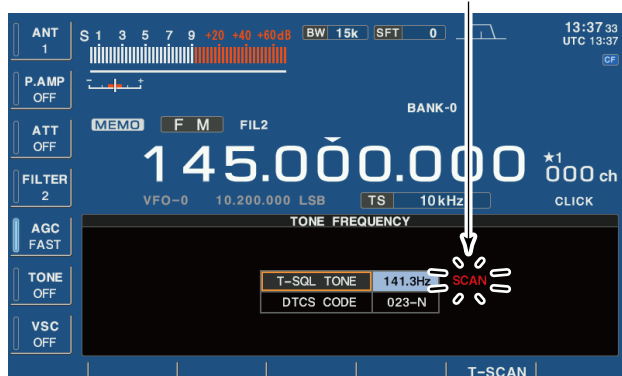 ANT
1
S 1 3 5 7 9 +20 +40 +60dB
BW 15k SFT 0
13:37 33
UTC 13:37
CF
P.AMP
OFF
- +
BANK-0
ATT
OFF
MEMO F M FIL2
145.000.000
★1
000 ch
FILTER
2
VFO-0 10.200.000 LSB TS 10kHz CLICK
AGC
FAST
TONE FREQUENCY
TONE
OFF
T-SQL TONE 141.3Hz SCAN
DTCS CODE 023-N
VSC
OFF
T-SCAN